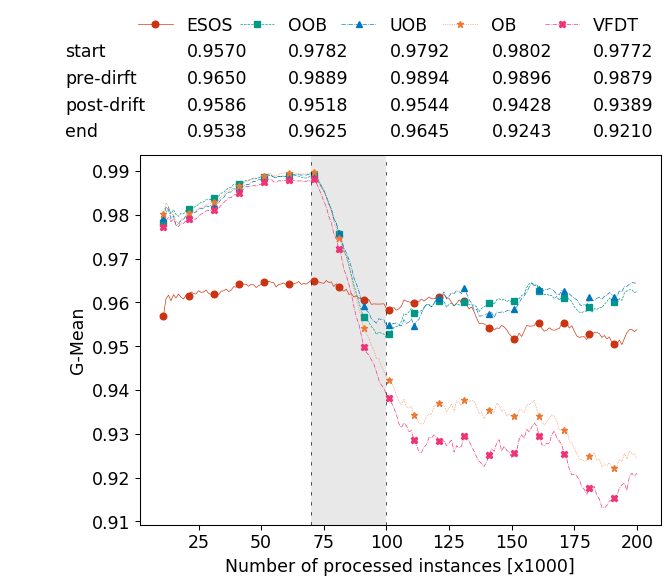 ESOS OOB UOB OB VFDT
start 0.9570 0.9782 0.9792 0.9802 0.9772
pre-dirft 0.9650 0.9889 0.9894 0.9896 0.9879
post-drift 0.9586 0.9518 0.9544 0.9428 0.9389
end 0.9538 0.9625 0.9645 0.9243 0.9210
0.99
0.98
0.97
0.96
0.95
0.94
0.93
0.92
0.91
G-Mean
25 50 75 100 125 150 175 200
Number of processed instances [x1000]